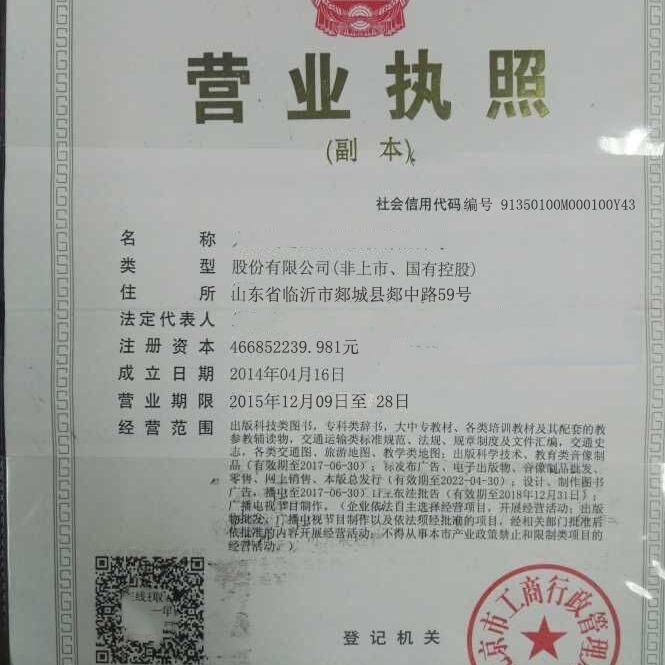 营业执照
(副 本)
社会信用代码编号 91350100M000100Y43
名 称
类 型 股份有限公司(非上市、国有控股)
住 所 山东省临沂市郯城县郯中路59号
法定代表人
注册资本 466852239.981元
成立日期 2014年04月16日
营业期限 2015年12月09日至 28日
经营范围 出版科技类图书,专科类辞书,大中专教材、各类培训教材及其配套的教
参教辅读物,交通运输类标准规范、法规、规章制度及文件汇编,交通史
志,各类交通图、旅游地图、教学类地图;出版科学技术、教育类音像制
品(有效期至2017-06-30);标发布广告、电子出版物、音像制品批发、
零售、网上销售、本版总发行(有效期至2022-04-30);设计、制作图书
广告,播电至2017-06-30)批告(有效期至2018年12月31日);
广播电视节目制作。(企业依法自主选择经营项目,开展经营活动;出版
物批发、广播电视节目制作以及依法须经批准的项目,经相关部门批准后
依批准的内容开展经营活动;不得从事本市产业政策禁止和限制类项目的
经营活动。)
登记机关
京市工商行政管理